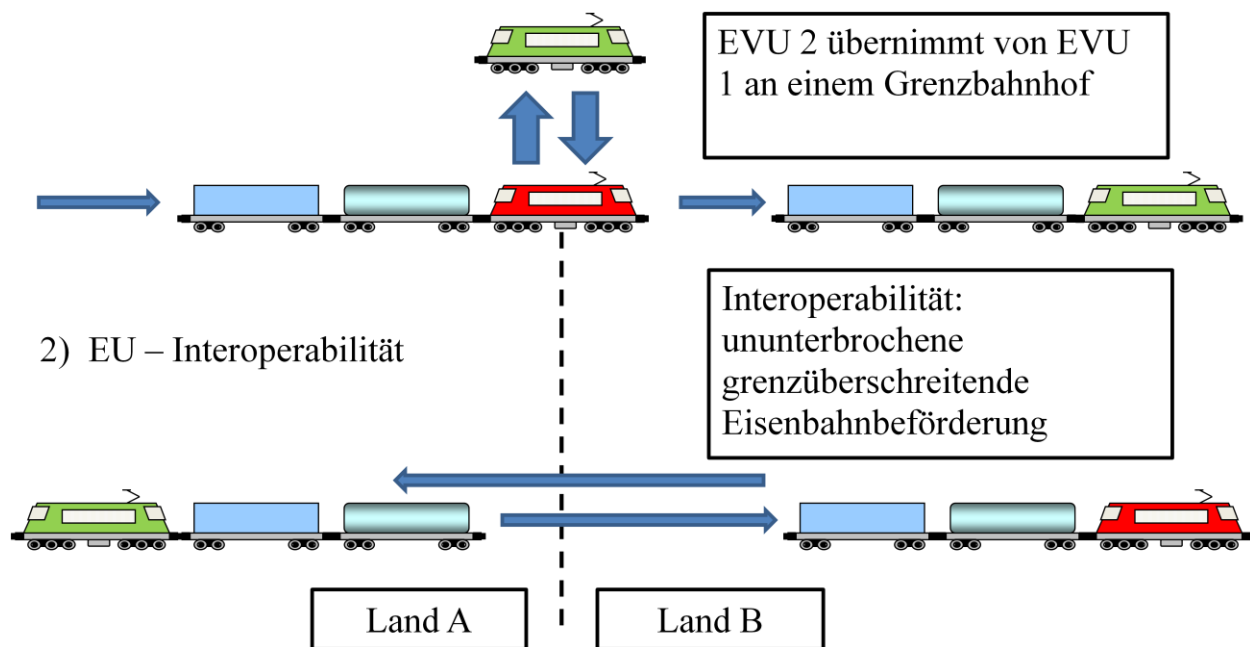 EVU 2 übernimmt von EVU
1 an einem Grenzbahnhof
2) EU – Interoperabilität
Interoperabilität:
ununterbrochene
grenzüberschreitende
Eisenbahnbeförderung
Land A
Land B